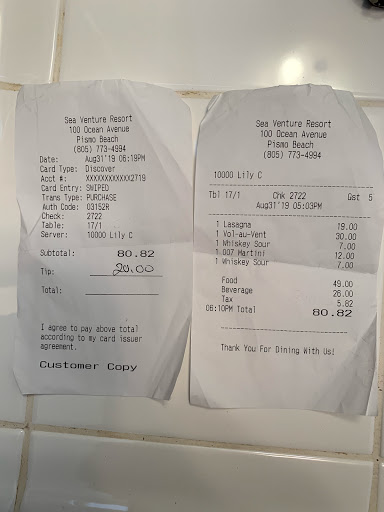 Sea Venture Resort
100 Ocean Avenue
Pismo Beach
(805) 773-4994
Date: Aug31'19 06:19PM
Card Type: Discover
Acct #: XXXXXXXXXXXX2719
Card Entry: SWIPED
Trans Type: PURCHASE
Auth Code: 03152R
Check: 2722
Table: 17/1
Server: 10000 Lily C
Subtotal: 80.82
Tip: 20.00
Total:
I agree to pay above total
according to my card issuer
agreement.
Customer Copy
Sea Venture Resort
100 Ocean Avenue
Pismo Beach
(805) 773-4994
10000 Lily C
Tbl 17/1 Chk 2722 Gst 5
Aug31'19 05:03PM
1 Lasagna 19.00
1 Vol-au-Vent 30.00
1 Whiskey Sour 7.00
1 007 Martini 12.00
1 Whiskey Sour 7.00
Food 49.00
Beverage 26.00
Tax 5.82
06:10PM Total 80.82
Thank You For Dining With Us!